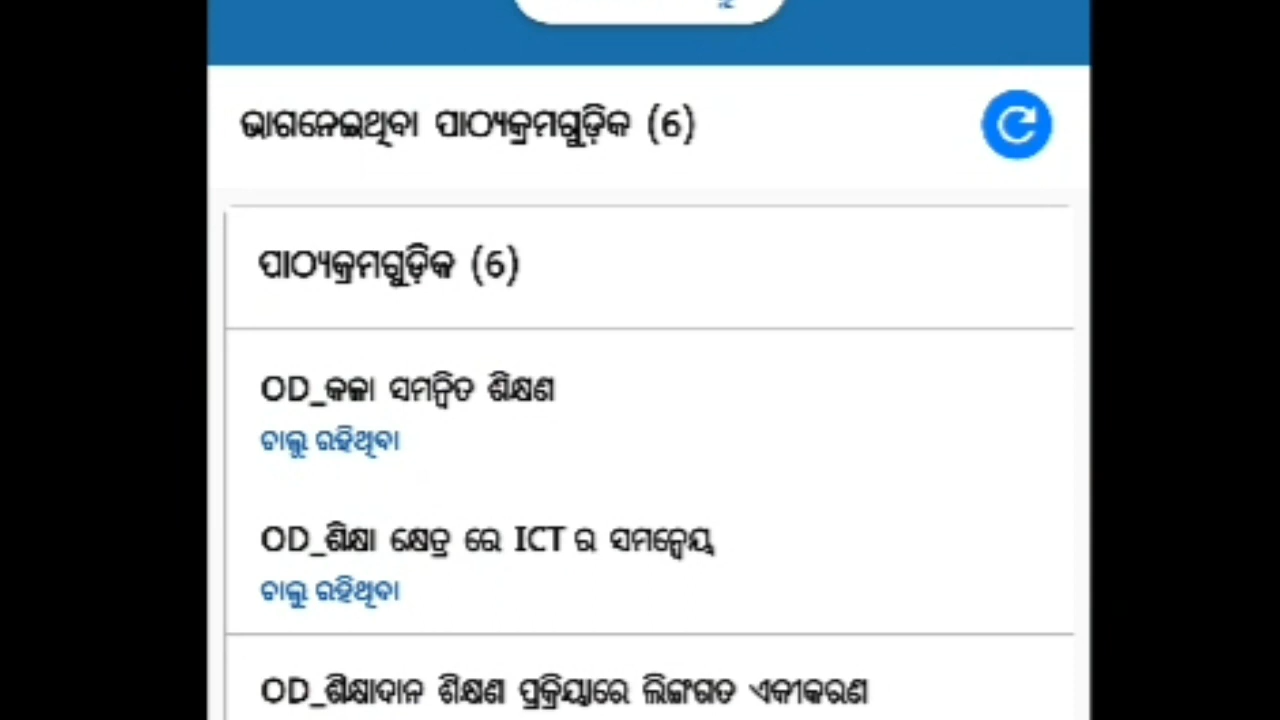 ଭାଗନେଇଥିବା ପାଠ୍ୟକ୍ରମଗୁଡ଼ିକ (6)
ପାଠ୍ୟକ୍ରମଗୁଡ଼ିକ (6)
OD_କଳା ସମନ୍ୱିତ ଶିକ୍ଷଣ
ଚାଲୁ ରହିଥିବା
OD_ଶିକ୍ଷା କ୍ଷେତ୍ର ରେ ICT ର ସମନ୍ୱେୟ
ଚାଲୁ ରହିଥିବା
OD_ଶିକ୍ଷାଦାନ ଶିକ୍ଷଣ ପ୍ରକ୍ରିୟାରେ ଲିଙ୍ଗଗତ ଏକୀକରଣ